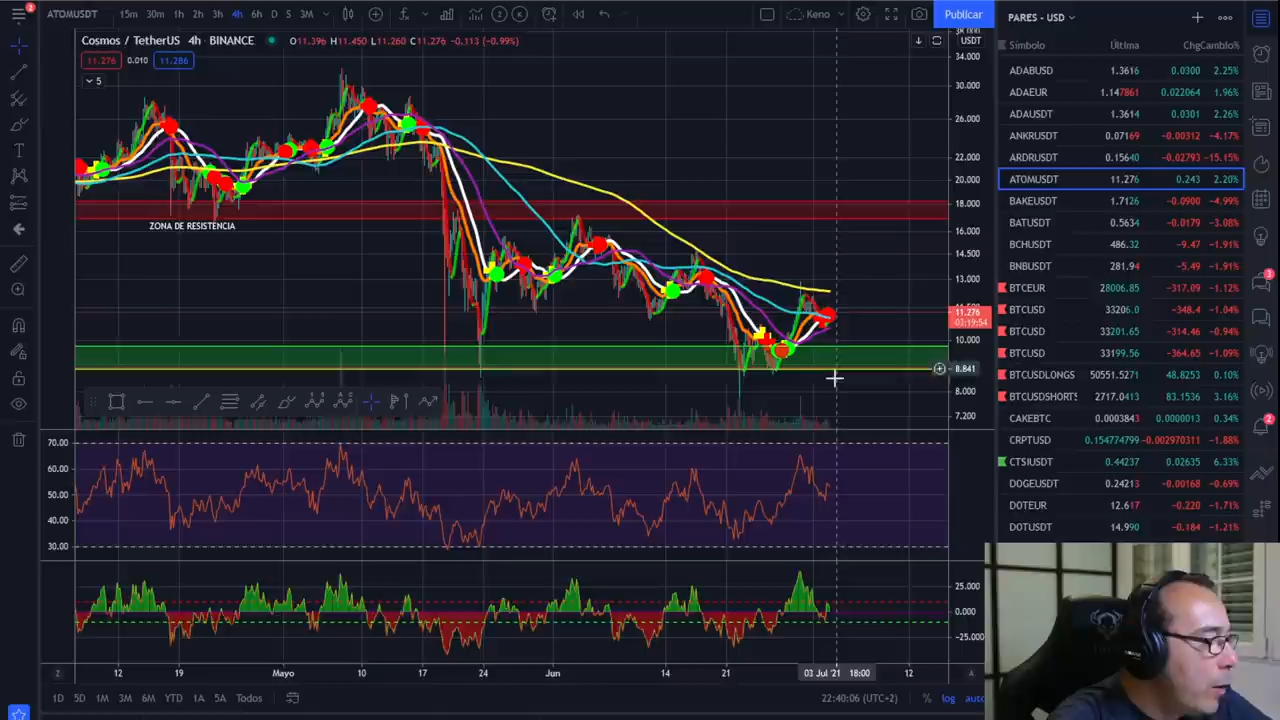 2
ATOMUSDT 15m 30m 1h 2h 3h 4h 6h D S 3M 2 K Keno Publicar
Cosmos / TetherUS 4h BINANCE O11.396 H11.450 L11.260 C11.276 -0.113 (-0.99%)
11.276 0.010 11.286
5
USDT
34.000
30.000
26.000
22.000
20.000
18.000
16.000
14.500
13.000
11.276
03:19:54
10.000
8.841
8.000
7.200
ZONA DE RESISTENCIA
70.00
60.00
50.00
40.00
30.00
25.000
0.000
-25.000
Z 12 19 Mayo 10 17 24 Jun 14 21 03 Jul '21 18:00 12 A
1D 5D 1M 3M 6M YTD 1A 5A Todos 22:40:06 (UTC+2) % log auto
PARES - USD
Símbolo Última Chg Cambio%
ADABUSD 1.3616 0.0300 2.25%
ADAEUR 1.147861 0.022064 1.96%
ADAUSDT 1.3614 0.0301 2.26%
ANKRUSDT 0.07169 -0.00312 -4.17%
ARDRUSDT 0.15640 -0.02793 -15.15%
ATOMUSDT 11.276 0.243 2.20%
BAKEUSDT 1.7126 -0.0900 -4.99%
BATUSDT 0.5634 -0.0179 -3.08%
BCHUSDT 486.32 -9.47 -1.91%
BNBUSDT 281.94 -5.49 -1.91%
BTCEUR 28006.85 -317.09 -1.12%
BTCUSD 33206.0 -348.4 -1.04%
BTCUSD 33201.65 -314.46 -0.94%
BTCUSD 33199.56 -364.65 -1.09%
BTCUSDLONGS 50551.5271 48.8253 0.10%
BTCUSDSHORTS 2717.0413 83.1536 3.16%
CAKEBTC 0.0003843 0.0000013 0.34%
CRPTUSD 0.154774799 -0.002970311 -1.88%
CTSIUSDT 0.44237 0.02635 6.33%
DOGEUSDT 0.24213 -0.00168 -0.69%
DOTEUR 12.617 -0.220 -1.71%
DOTUSDT 14.990 -0.184 -1.21%
3
2